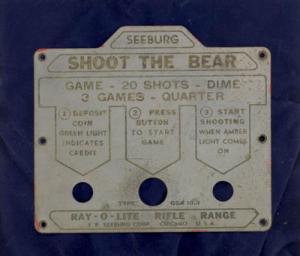 SEEBURG
SHOOT THE BEAR
GAME - 20 SHOTS - DIME
3 GAMES - QUARTER
1 DEPOSIT
COIN
GREEN LIGHT
INDICATES
CREDIT
2 PRESS
BUTTON
TO START
GAME
3 START
SHOOTING
WHEN AMBER
LIGHT COMES
ON
TYPE
RAY-O-LITE RIFLE RANGE
J. P. SEEBURG CORP. CHICAGO U.S.A.